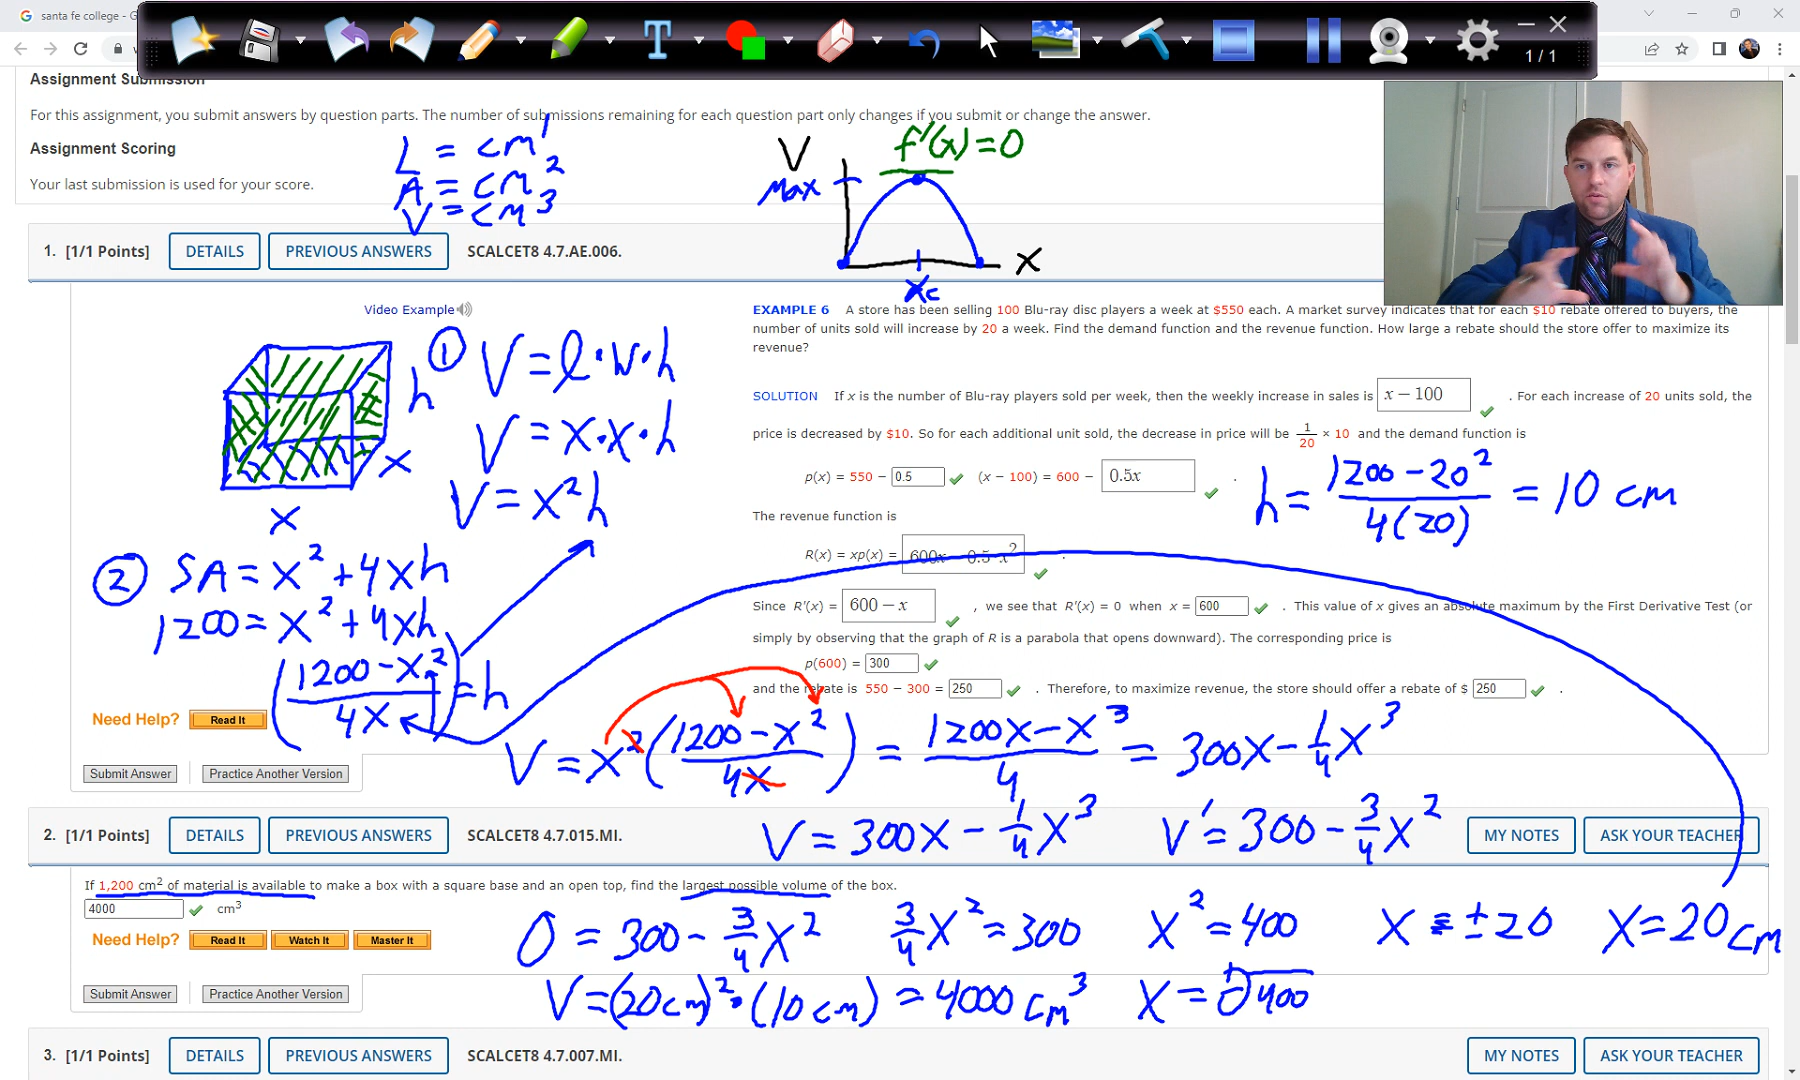 santa fe college - G
1 / 1
Assignment Submission
For this assignment, you submit answers by question parts. The number of submissions remaining for each question part only changes if you submit or change the answer.
Assignment Scoring
Your last submission is used for your score.
L = cm¹
A = cm²
V = cm³
V
Max
f'(x) = 0
x
xc
1. [1/1 Points] DETAILS PREVIOUS ANSWERS SCALCET8 4.7.AE.006.
Video Example
EXAMPLE 6 A store has been selling 100 Blu-ray disc players a week at $550 each. A market survey indicates that for each $10 rebate offered to buyers, the
number of units sold will increase by 20 a week. Find the demand function and the revenue function. How large a rebate should the store offer to maximize its
revenue?
SOLUTION If x is the number of Blu-ray players sold per week, then the weekly increase in sales is x − 100 . For each increase of 20 units sold, the
price is decreased by $10. So for each additional unit sold, the decrease in price will be 1/20 × 10 and the demand function is
p(x) = 550 − 0.5 (x − 100) = 600 − 0.5x .
The revenue function is
R(x) = xp(x) = 600x − 0.5 x² .
Since R'(x) = 600 − x , we see that R'(x) = 0 when x = 600 . This value of x gives an absolute maximum by the First Derivative Test (or
simply by observing that the graph of R is a parabola that opens downward). The corresponding price is
p(600) = 300
and the rebate is 550 − 300 = 250 . Therefore, to maximize revenue, the store should offer a rebate of $ 250 .
h
x
x
① V = l · w · h
V = x · x · h
V = x²h
② SA = x² + 4xh
1200 = x² + 4xh
(1200 − x²)/4x = h
h = (1200 − 20²)/4(20) = 10 cm
Need Help? Read It
V = x² ((1200 − x²)/4x) = (1200x − x³)/4 = 300x − 1/4 x³
Submit Answer Practice Another Version
V = 300x − 1/4 x³ V' = 300 − 3/4 x²
2. [1/1 Points] DETAILS PREVIOUS ANSWERS SCALCET8 4.7.015.MI. MY NOTES ASK YOUR TEACHER
If 1,200 cm² of material is available to make a box with a square base and an open top, find the largest possible volume of the box.
4000 cm³
Need Help? Read It Watch It Master It
0 = 300 − 3/4 x² 3/4 x² = 300 x² = 400 x = ±20 x = 20 cm
V = (20cm)² · (10 cm) = 4000 cm³ x = ±√400
Submit Answer Practice Another Version
3. [1/1 Points] DETAILS PREVIOUS ANSWERS SCALCET8 4.7.007.MI. MY NOTES ASK YOUR TEACHER